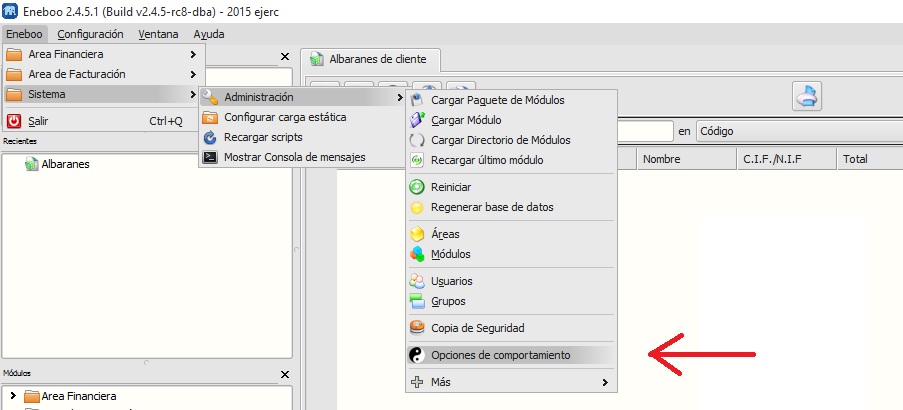 Eneboo 2.4.5.1 (Build v2.4.5-rc8-dba) - 2015 ejerc
Eneboo Configuración Ventana Ayuda
Area Financiera
Area de Facturación
Sistema
Salir Ctrl+Q
Recientes
Albaranes
Módulos
Area Financiera
Administración
Configurar carga estática
Recargar scripts
Mostrar Consola de mensajes
Cargar Paquete de Módulos
Cargar Módulo
Cargar Directorio de Módulos
Recargar último módulo
Reiniciar
Regenerar base de datos
Áreas
Módulos
Usuarios
Grupos
Copia de Seguridad
Opciones de comportamiento
Más
Albaranes de cliente
en Código
Nombre C.I.F./N.I.F Total